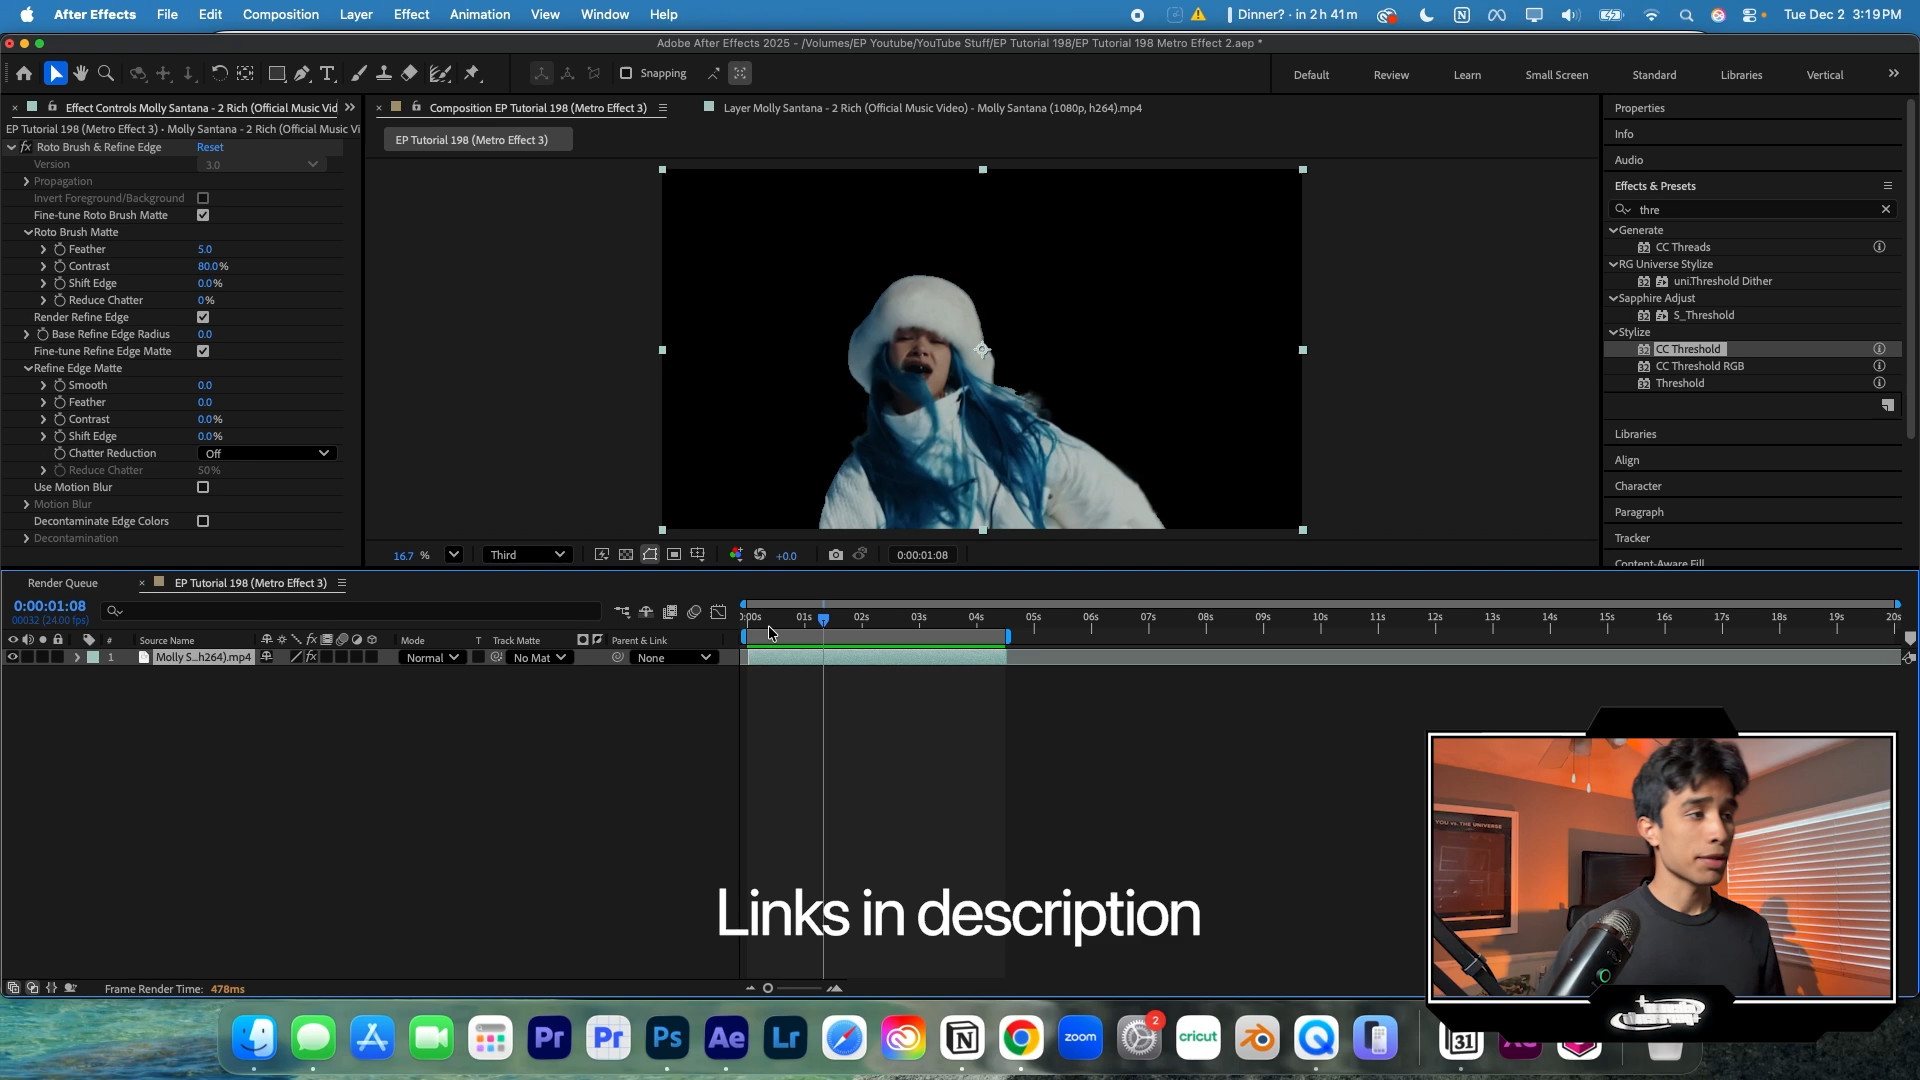 After Effects File Edit Composition Layer Effect Animation View Window Help
Dinner? · in 2 h 41 m
Tue Dec 2 3:19 PM
Adobe After Effects 2025 - /Volumes/EP Youtube/YouTube Stuff/EP Tutorial 198/EP Tutorial 198 Metro Effect 2.aep *
Snapping
Default Review Learn Small Screen Standard Libraries Vertical
Effect Controls Molly Santana - 2 Rich (Official Music Vid
EP Tutorial 198 (Metro Effect 3) • Molly Santana - 2 Rich (Official Music Vi
Roto Brush & Refine Edge Reset
Version 3.0
Propagation
Invert Foreground/Background
Fine-tune Roto Brush Matte
Roto Brush Matte
Feather 5.0
Contrast 80.0%
Shift Edge 0.0%
Reduce Chatter 0%
Render Refine Edge
Base Refine Edge Radius 0.0
Fine-tune Refine Edge Matte
Refine Edge Matte
Smooth 0.0
Feather 0.0
Contrast 0.0%
Shift Edge 0.0%
Chatter Reduction Off
Reduce Chatter 50%
Use Motion Blur
Motion Blur
Decontaminate Edge Colors
Decontamination
Composition EP Tutorial 198 (Metro Effect 3)
Layer Molly Santana - 2 Rich (Official Music Video) - Molly Santana (1080p, h264).mp4
EP Tutorial 198 (Metro Effect 3)
16.7 % Third +0.0 0:00:01:08
Properties
Info
Audio
Effects & Presets
thre
Generate
CC Threads
RG Universe Stylize
uni.Threshold Dither
Sapphire Adjust
S_Threshold
Stylize
CC Threshold
CC Threshold RGB
Threshold
Libraries
Align
Character
Paragraph
Tracker
Content-Aware Fill
Render Queue EP Tutorial 198 (Metro Effect 3)
0:00:01:08
00032 (24.00 fps)
# Source Name Mode T Track Matte Parent & Link
1 Molly S...h264).mp4 Normal No Mat None
0:00s 01s 02s 03s 04s 05s 06s 07s 08s 09s 10s 11s 12s 13s 14s 15s 16s 17s 18s 19s 20s
YOU vs. THE UNIVERSE
Links in description
Frame Render Time: 478ms
Pr Pr Ps Ae Lr zoom 2 cricut 31